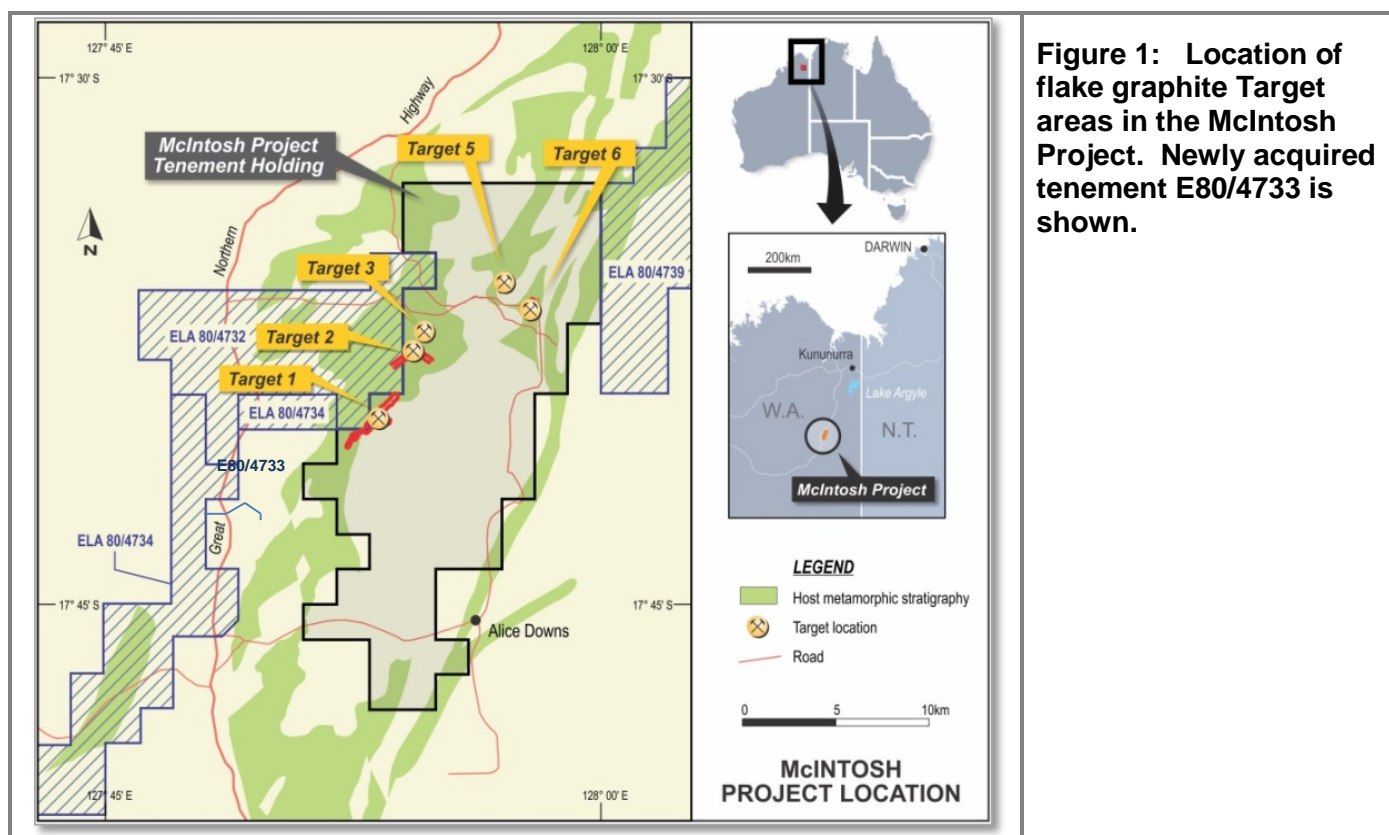 127° 45' E
128° 00' E
17° 30' S
17° 30' S
Highway
McIntosh Project
Tenement Holding
Target 5
Target 6
N
Northern
Target 3
ELA 80/4739
ELA 80/4732
Target 2
Target 1
ELA 80/4734
E80/4733
Great
ELA 80/4734
17° 45' S
17° 45' S
Alice Downs
127° 45' E
128° 00' E
200km
DARWIN
Kununurra
Lake Argyle
W.A.
N.T.
McIntosh Project
LEGEND
Host metamorphic stratigraphy
Target location
Road
0 5 10km
McINTOSH
PROJECT LOCATION
Figure 1: Location of
flake graphite Target
areas in the McIntosh
Project. Newly acquired
tenement E80/4733 is
shown.